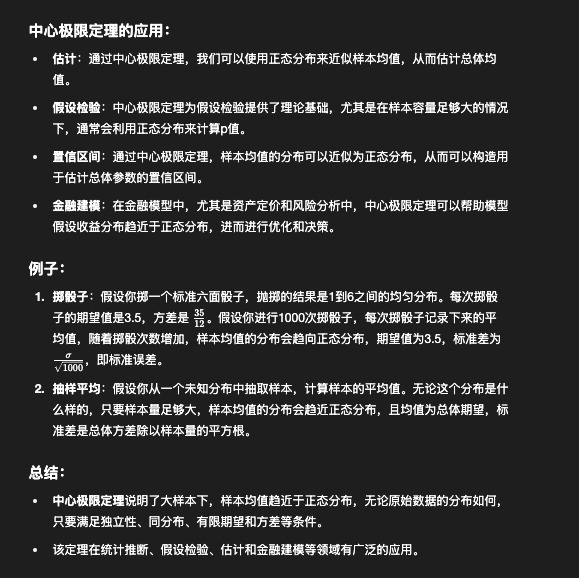 中心极限定理的应用：
• 估计：通过中心极限定理，我们可以使用正态分布来近似样本均值，从而估计总体均
值。
• 假设检验：中心极限定理为假设检验提供了理论基础，尤其是在样本容量足够大的情况
下，通常会利用正态分布来计算p值。
• 置信区间：通过中心极限定理，样本均值的分布可以近似为正态分布，从而可以构造用
于估计总体参数的置信区间。
• 金融建模：在金融模型中，尤其是资产定价和风险分析中，中心极限定理可以帮助模型
假设收益分布趋近于正态分布，进而进行优化和决策。
例子：
1. 掷骰子：假设你掷一个标准六面骰子，抛掷的结果是1到6之间的均匀分布。每次掷骰
子的期望值是3.5，方差是 35/12。假设你进行1000次掷骰子，每次掷骰子记录下来的平
均值，随着掷骰次数增加，样本均值的分布会趋向正态分布，期望值为3.5，标准差为
σ/√1000，即标准误差。
2. 抽样平均：假设你从一个未知分布中抽取样本，计算样本的平均值。无论这个分布是什
么样的，只要样本量足够大，样本均值的分布会趋近正态分布，且均值为总体期望，标
准差是总体方差除以样本量的平方根。
总结：
• 中心极限定理说明了大样本下，样本均值趋近于正态分布，无论原始数据的分布如何，
只要满足独立性、同分布、有限期望和方差等条件。
• 该定理在统计推断、假设检验、估计和金融建模等领域有广泛的应用。